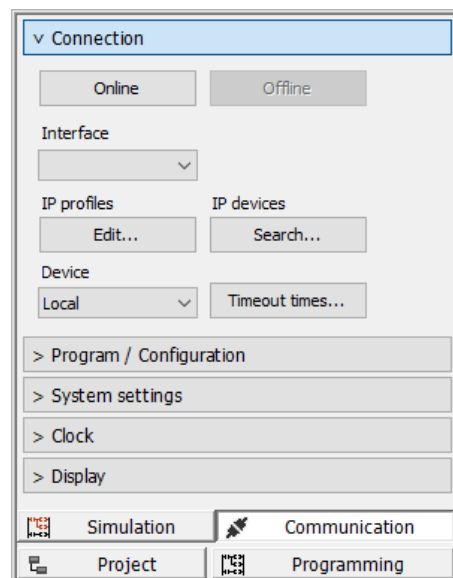 v Connection
Online Offline
Interface
IP profiles IP devices
Edit... Search...
Device
Local Timeout times...
> Program / Configuration
> System settings
> Clock
> Display
Simulation Communication
Project Programming